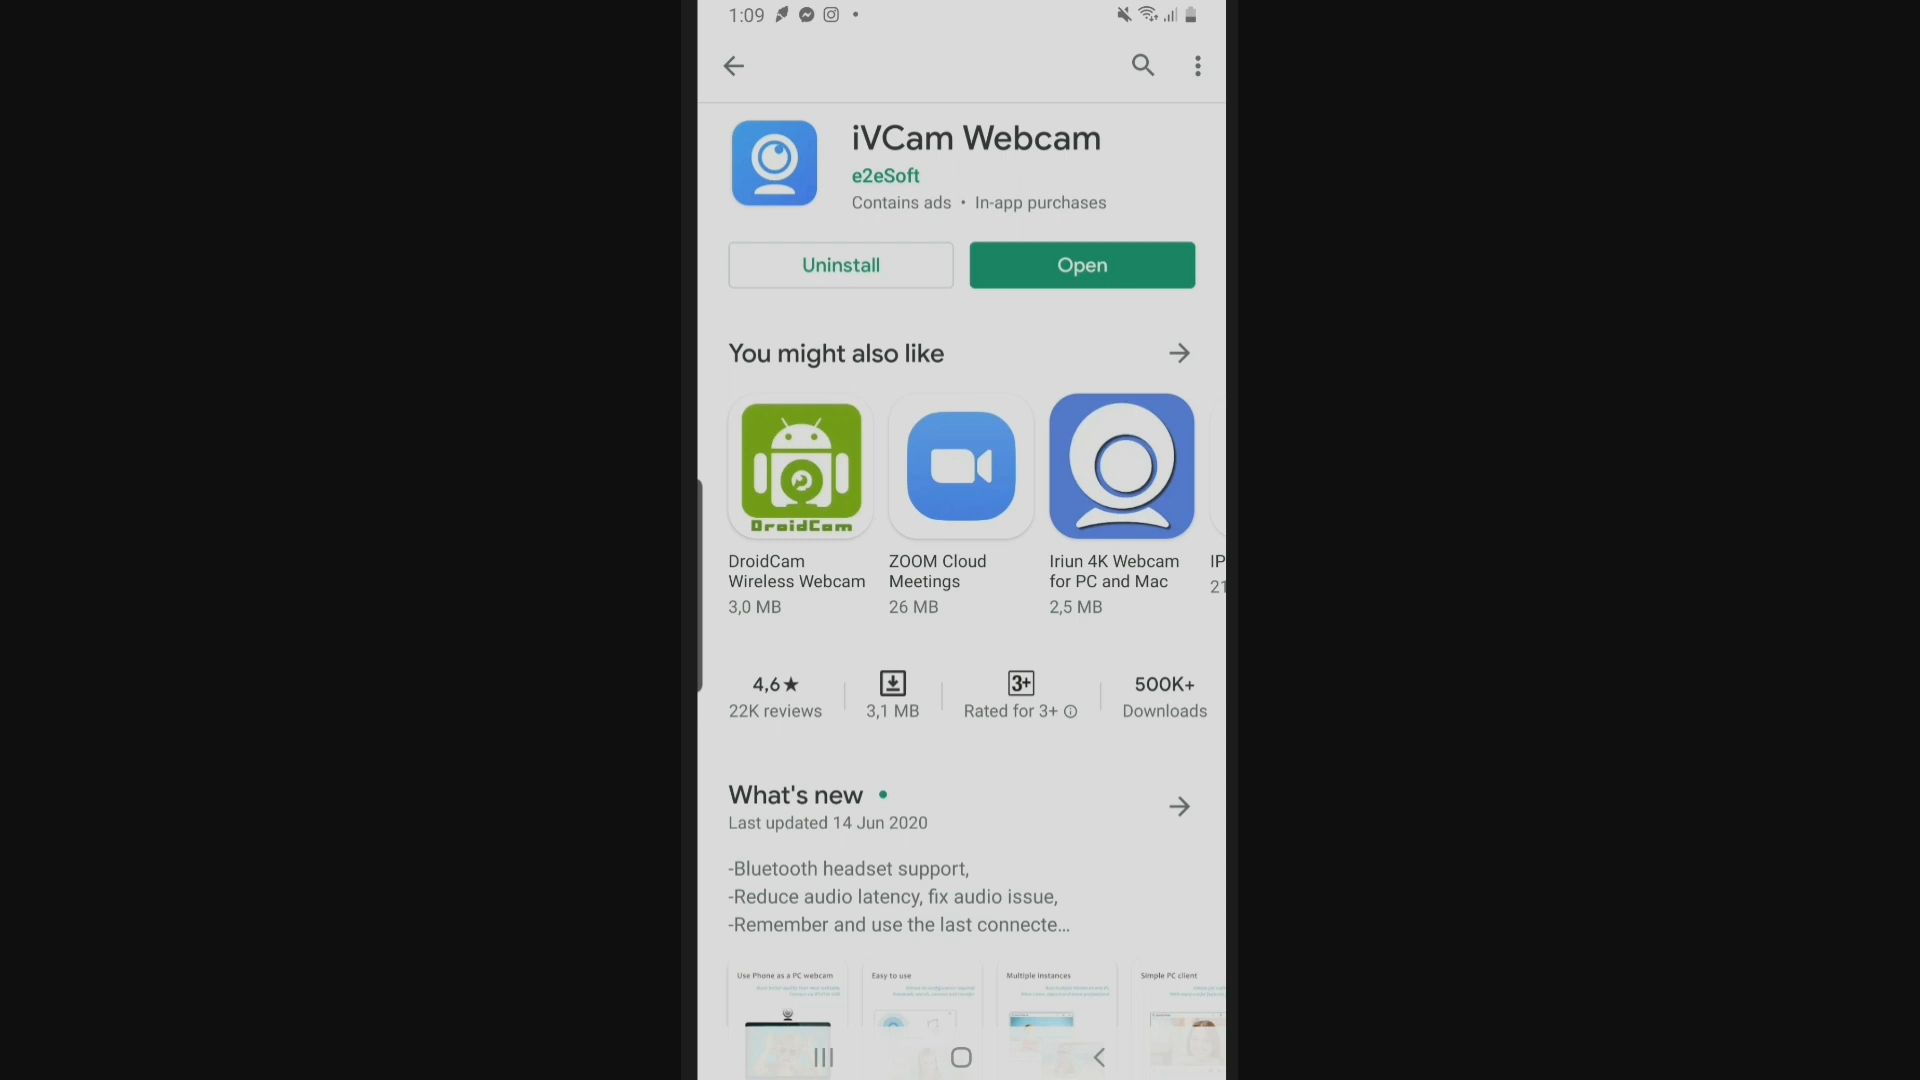 1:09
iVCam Webcam
e2eSoft
Contains ads • In-app purchases
Uninstall
Open
You might also like
DroidCam
DroidCam
Wireless Webcam
3,0 MB
ZOOM Cloud
Meetings
26 MB
Iriun 4K Webcam
for PC and Mac
2,5 MB
IP
21
4,6★
22K reviews
3,1 MB
3+
Rated for 3+
500K+
Downloads
What's new •
Last updated 14 Jun 2020
-Bluetooth headset support,
-Reduce audio latency, fix audio issue,
-Remember and use the last connecte...
Use Phone as a PC webcam
Easy to use
Multiple instances
Simple PC client